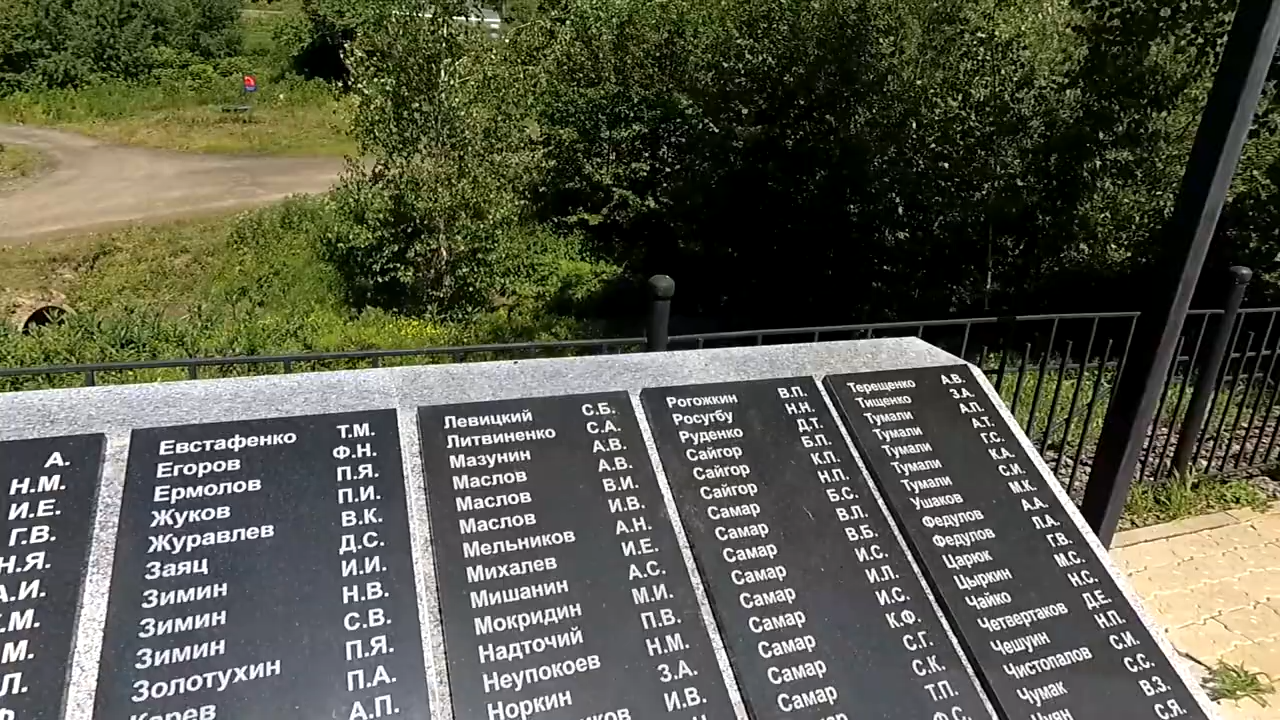 А.
Н.М.
И.Е.
Г.В.
Н.Я.
А.И.
М.
Л.
Евстафенко Т.М.
Егоров Ф.Н.
Ермолов П.Я.
Жуков П.И.
Журавлев В.К.
Заяц Д.С.
Зимин И.И.
Зимин Н.В.
Зимин С.В.
Золотухин П.Я.
Карев П.А.
А.П.
Левицкий С.Б.
Литвиненко С.А.
Мазунин А.В.
Маслов А.В.
Маслов В.И.
Маслов И.В.
Мельников А.Н.
Михалев И.Е.
Мишанин А.С.
Мокридин М.И.
Надточий П.В.
Неупокоев Н.М.
Норкин З.А.
И.В.
Рогожкин В.П.
Росугбу Н.Н.
Руденко Д.Т.
Сайгор Б.П.
Сайгор К.П.
Сайгор Н.П.
Самар Б.С.
Самар В.Л.
Самар В.Б.
Самар И.С.
Самар И.Л.
Самар И.С.
Самар К.Ф.
Самар С.Г.
Самар С.К.
Т.П.
Ф.С.
Терещенко А.В.
Тищенко З.А.
Тумали А.П.
Тумали А.Т.
Тумали Г.С.
Тумали К.А.
Тумали С.И.
Ушаков М.К.
Федулов А.А.
Федулов П.А.
Царюк Г.В.
Цыркин М.С.
Чайко Н.С.
Четвертаков Д.Е.
Чешуин Н.П.
Чистопалов С.И.
Чумак С.С.
В.З.
С.Я.